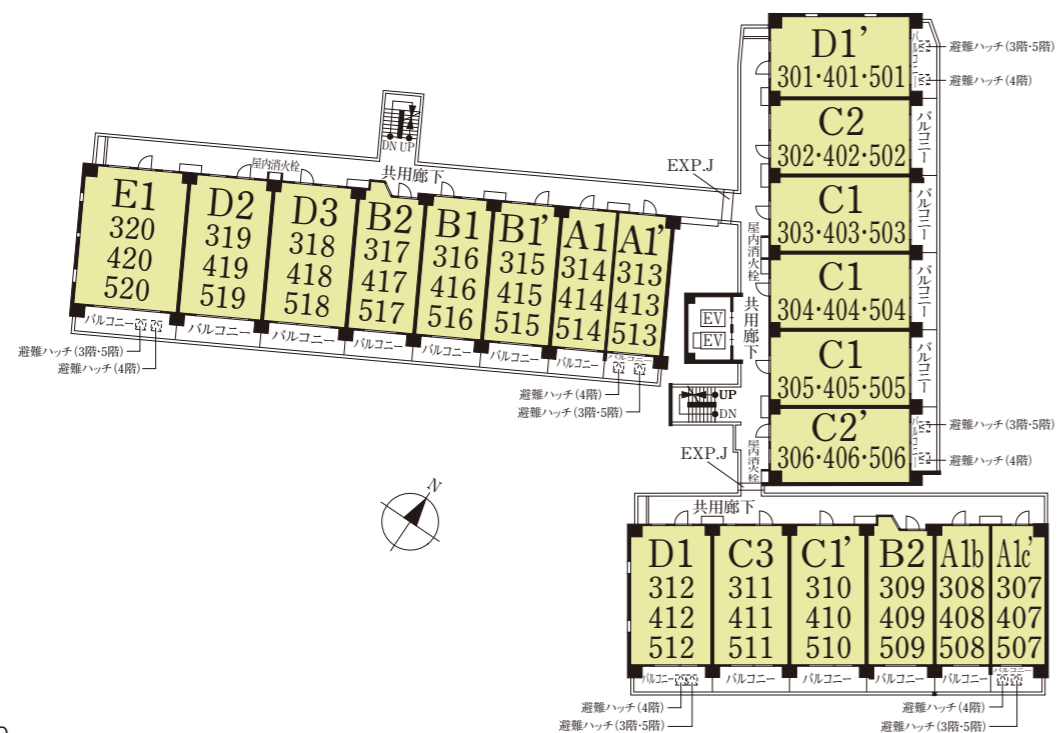 D1'
301・401・501
バルコニー
避難ハッチ(3階・5階)
避難ハッチ(4階)
C2
302・402・502
バルコニー
C1
303・403・503
バルコニー
C1
304・404・504
バルコニー
C1
305・405・505
バルコニー
C2'
306・406・506
バルコニー
避難ハッチ(3階・5階)
避難ハッチ(4階)
EXP.J
屋内消火栓
共用廊下
EV
EV
UP
DN
EXP.J
屋内消火栓
DN UP
屋内消火栓
共用廊下
E1
320
420
520
D2
319
419
519
D3
318
418
518
B2
317
417
517
B1
316
416
516
B1'
315
415
515
A1
314
414
514
A1'
313
413
513
バルコニー
バルコニー
バルコニー
バルコニー
バルコニー
バルコニー
バルコニー
バルコニー
避難ハッチ(3階・5階)
避難ハッチ(4階)
避難ハッチ(4階)
避難ハッチ(3階・5階)
N
共用廊下
D1
312
412
512
C3
311
411
511
C1'
310
410
510
B2
309
409
509
A1b
308
408
508
A1c'
307
407
507
バルコニー
バルコニー
バルコニー
バルコニー
バルコニー
バルコニー
避難ハッチ(4階)
避難ハッチ(3階・5階)
避難ハッチ(4階)
避難ハッチ(3階・5階)